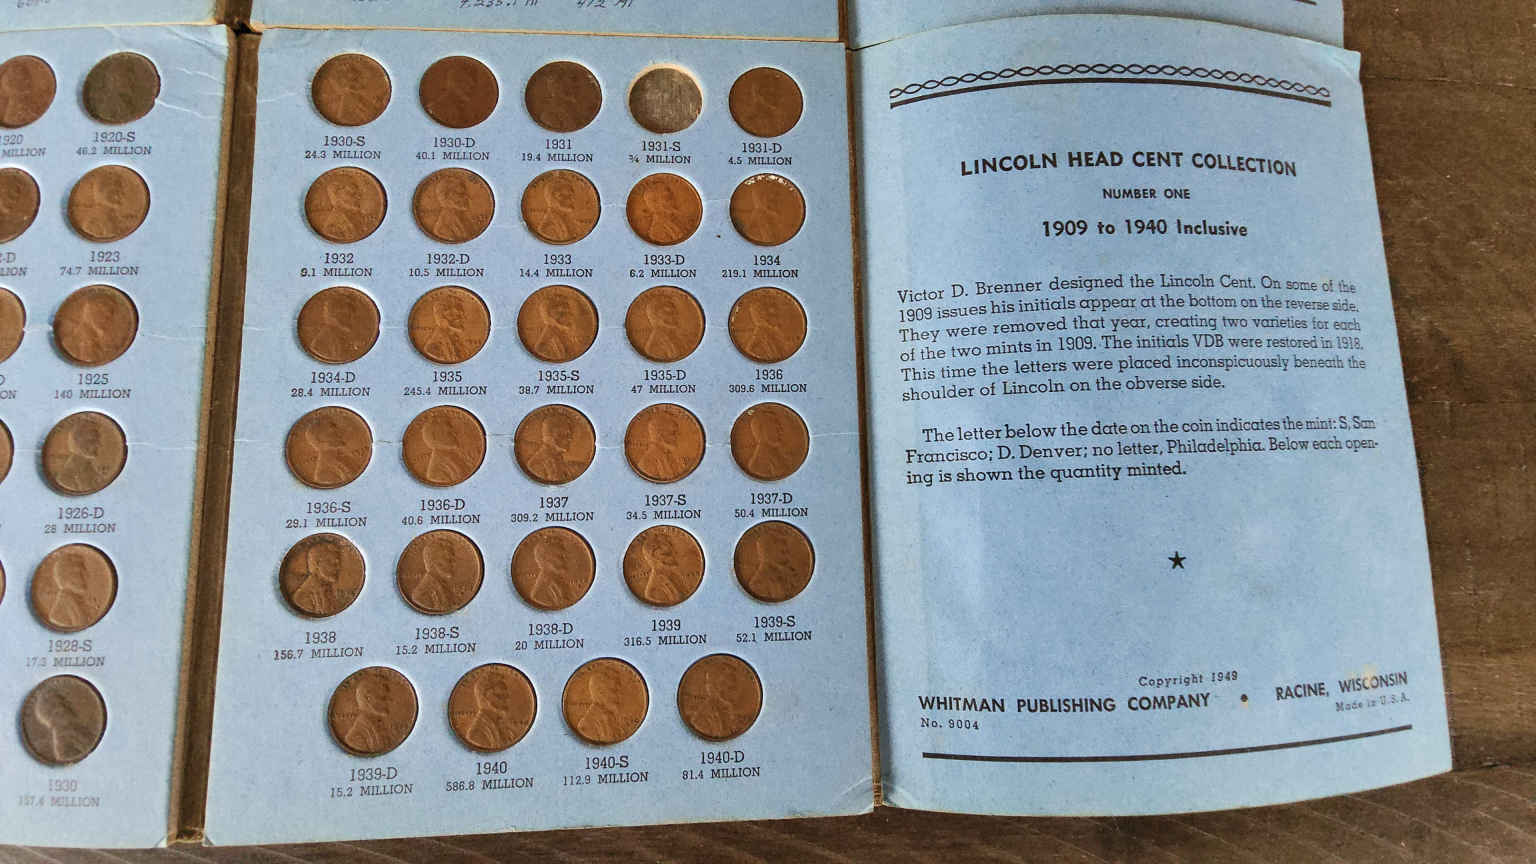 1920
MILLION
1920-S
46.2 MILLION
1923
74.7 MILLION
1925
140 MILLION
1926-D
28 MILLION
1928-S
17.3 MILLION
1930
157.4 MILLION
1930-S
24.3 MILLION
1930-D
40.1 MILLION
1931
19.4 MILLION
1931-S
MILLION
1931-D
4.5 MILLION
1932
9.1 MILLION
1932-D
10.5 MILLION
1933
14.4 MILLION
1933-D
6.2 MILLION
1934
219.1 MILLION
1934-D
28.4 MILLION
1935
245.4 MILLION
1935-S
38.7 MILLION
1935-D
47 MILLION
1936
309.6 MILLION
1936-S
29.1 MILLION
1936-D
40.6 MILLION
1937
309.2 MILLION
1937-S
34.5 MILLION
1937-D
50.4 MILLION
1938
156.7 MILLION
1938-S
15.2 MILLION
1938-D
20 MILLION
1939
316.5 MILLION
1939-S
52.1 MILLION
1939-D
15.2 MILLION
1940
586.8 MILLION
1940-S
112.9 MILLION
1940-D
81.4 MILLION
LINCOLN HEAD CENT COLLECTION
NUMBER ONE
1909 to 1940 Inclusive
Victor D. Brenner designed the Lincoln Cent. On some of the
1909 issues his initials appear at the bottom on the reverse side.
They were removed that year, creating two varieties for each
of the two mints in 1909. The initials VDB were restored in 1918.
This time the letters were placed inconspicuously beneath the
shoulder of Lincoln on the obverse side.
The letter below the date on the coin indicates the mint: S, San
Francisco; D. Denver; no letter, Philadelphia. Below each open-
ing is shown the quantity minted.
Copyright 1949
WHITMAN PUBLISHING COMPANY • RACINE, WISCONSIN
No. 9004
Made in U.S.A.